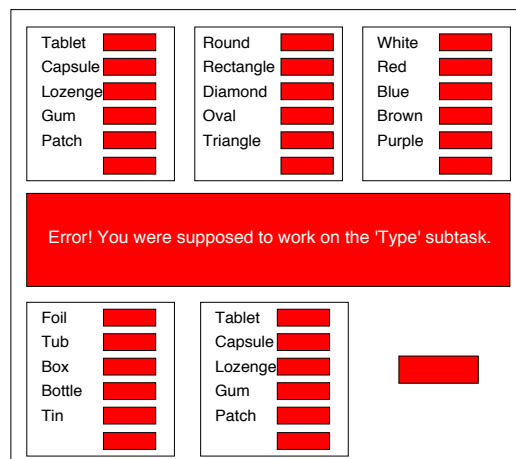 Tablet
Capsule
Lozenge
Gum
Patch
Round
Rectangle
Diamond
Oval
Triangle
White
Red
Blue
Brown
Purple
Error! You were supposed to work on the 'Type' subtask.
Foil
Tub
Box
Bottle
Tin
Tablet
Capsule
Lozenge
Gum
Patch